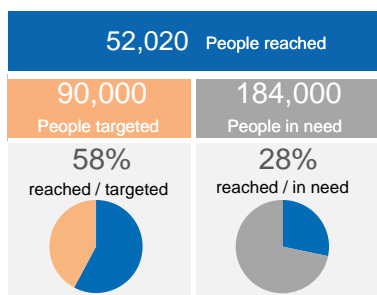 52,020 People reached
90,000
People targeted
184,000
People in need
58%
reached / targeted
28%
reached / in need